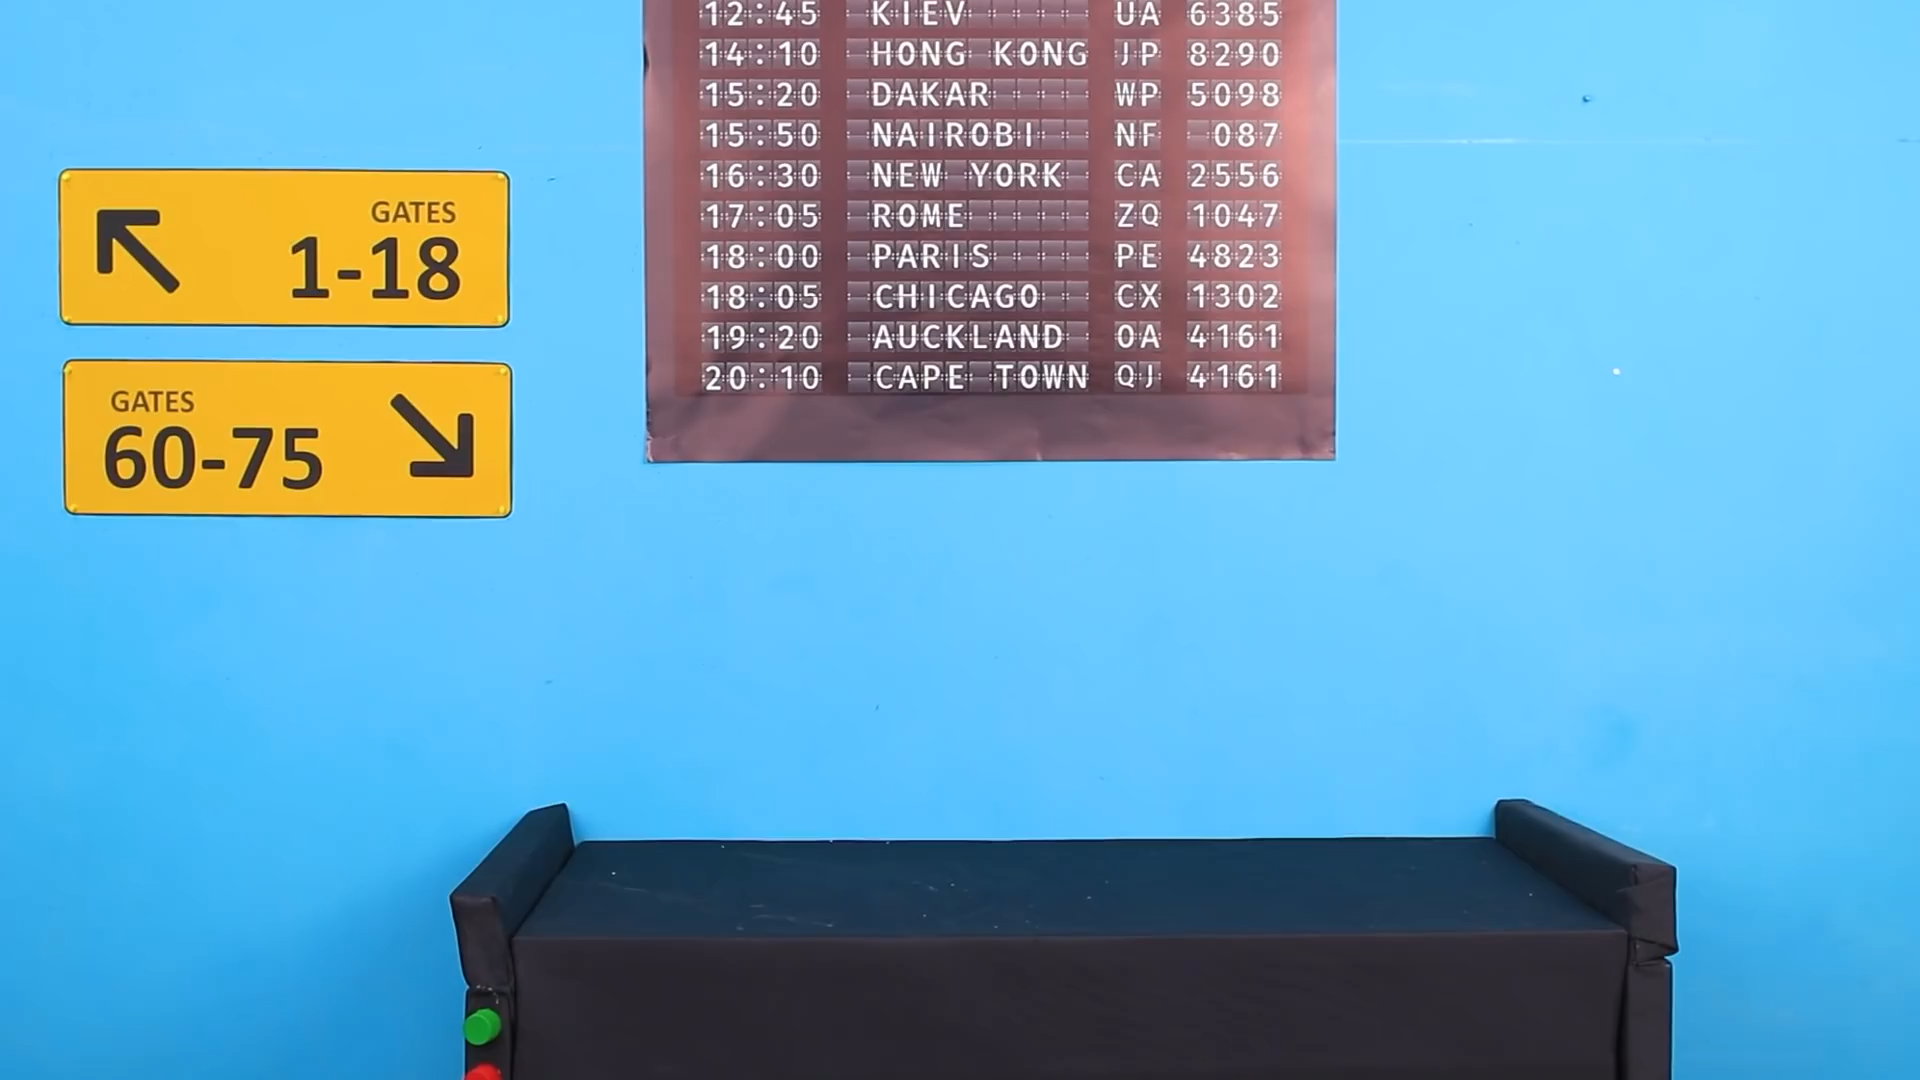 12:45 KIEV UA 6385
14:10 HONG KONG JP 8290
15:20 DAKAR WP 5098
15:50 NAIROBI NF 087
16:30 NEW YORK CA 2556
17:05 ROME ZQ 1047
18:00 PARIS PE 4823
18:05 CHICAGO CX 1302
19:20 AUCKLAND OA 4161
20:10 CAPE TOWN QJ 4161
GATES
1-18
GATES
60-75